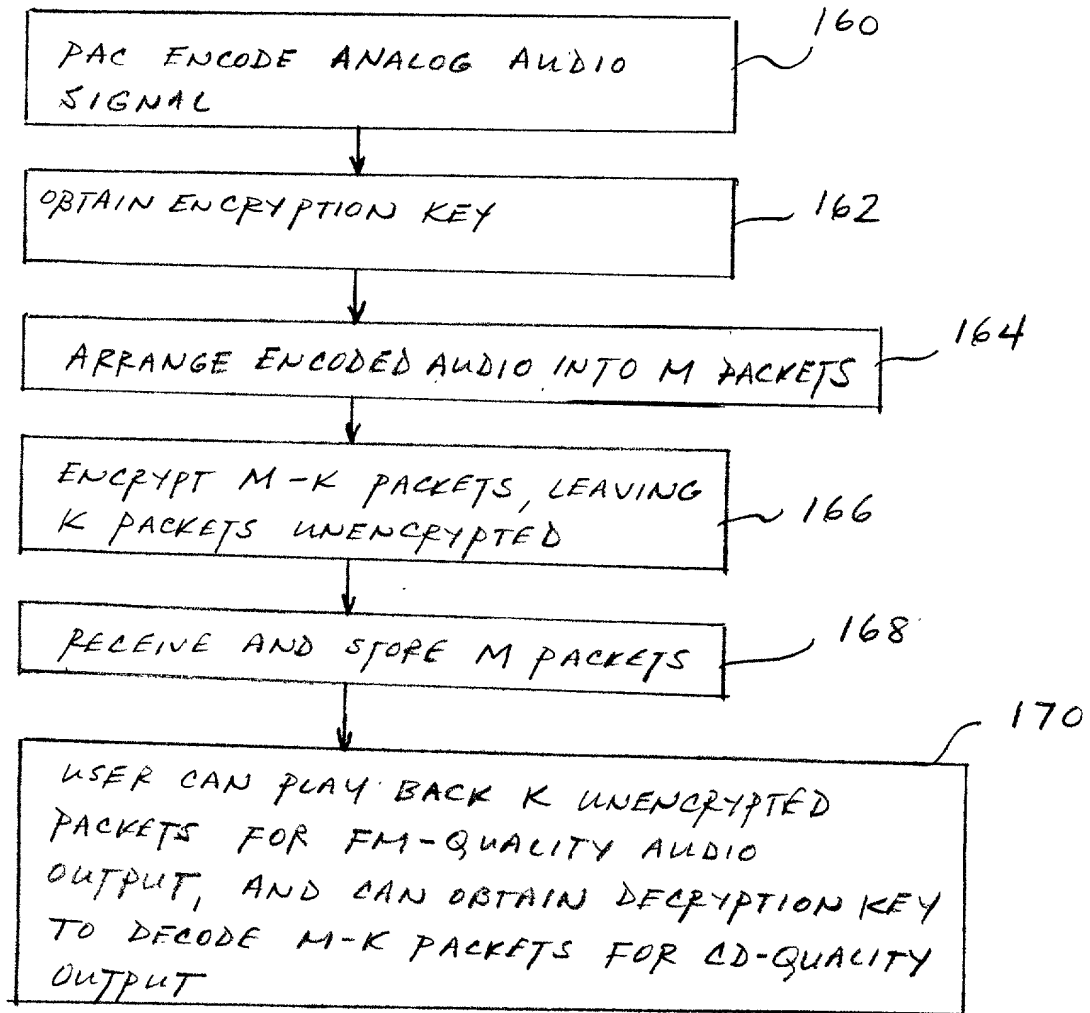 PAC ENCODE ANALOG AUDIO
SIGNAL
160
OBTAIN ENCRYPTION KEY
162
ARRANGE ENCODED AUDIO INTO M PACKETS
164
ENCRYPT M-K PACKETS, LEAVING
K PACKETS UNENCRYPTED
166
RECEIVE AND STORE M PACKETS
168
170
USER CAN PLAY BACK K UNENCRYPTED
PACKETS FOR FM-QUALITY AUDIO
OUTPUT, AND CAN OBTAIN DECRYPTION KEY
TO DECODE M-K PACKETS FOR CD-QUALITY
OUTPUT